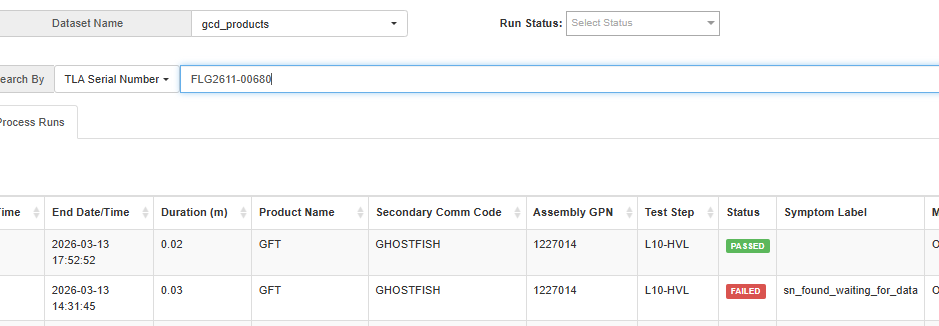 Dataset Name gcd_products Run Status: Select Status
earch By TLA Serial Number FLG2611-00680
Process Runs
ime End Date/Time Duration (m) Product Name Secondary Comm Code Assembly GPN Test Step Status Symptom Label M
2026-03-13 17:52:52 0.02 GFT GHOSTFISH 1227014 L10-HVL PASSED O
2026-03-13 14:31:45 0.03 GFT GHOSTFISH 1227014 L10-HVL FAILED sn_found_waiting_for_data O